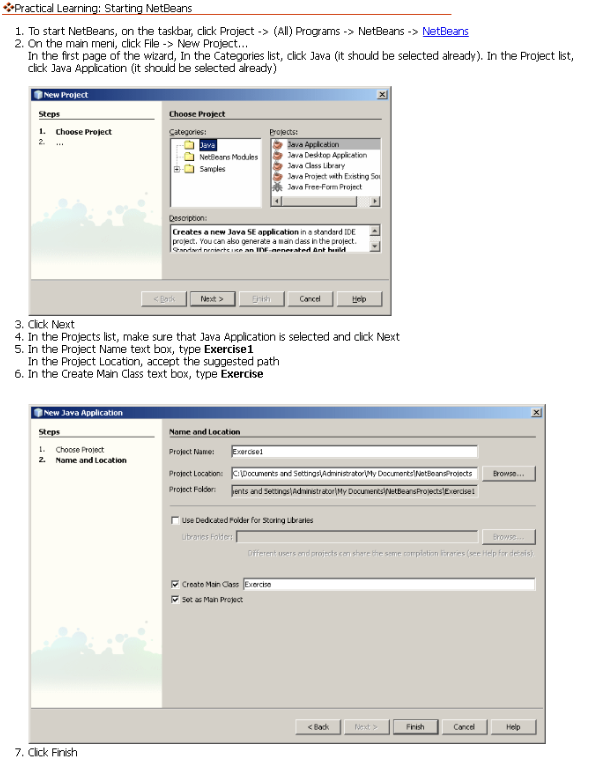 Practical Learning: Starting NetBeans
1. To start NetBeans, on the taskbar, click Project -> (All) Programs -> NetBeans -> NetBeans
2. On the main meni, click File -> New Project...
In the first page of the wizard, In the Categories list, click Java (it should be selected already). In the Project list,
click Java Application (it should be selected already)
New Project
Steps
1. Choose Project
2. ...
Choose Project
Categories:
Java
NetBeans Modules
Samples
Projects:
Java Application
Java Desktop Application
Java Class Library
Java Project with Existing Sou
Java Free-Form Project
Description:
Creates a new Java SE application in a standard IDE
project. You can also generate a main class in the project.
Standard projects use an IDE-generated Ant build
< Back
Next >
Finish
Cancel
Help
3. Click Next
4. In the Projects list, make sure that Java Application is selected and click Next
5. In the Project Name text box, type Exercise1
In the Project Location, accept the suggested path
6. In the Create Main Class text box, type Exercise
New Java Application
Steps
1. Choose Project
2. Name and Location
Name and Location
Project Name: Exercise1
Project Location: C:\Documents and Settings\Administrator\My Documents\NetBeansProjects Browse...
Project Folder: ents and Settings\Administrator\My Documents\NetBeansProjects\Exercise1
Use Dedicated Folder for Storing Libraries
Libraries Folder: Browse...
Different users and projects can share the same compilation libraries (see Help for details).
Create Main Class Exercise
Set as Main Project
< Back
Next >
Finish
Cancel
Help
7. Click Finish